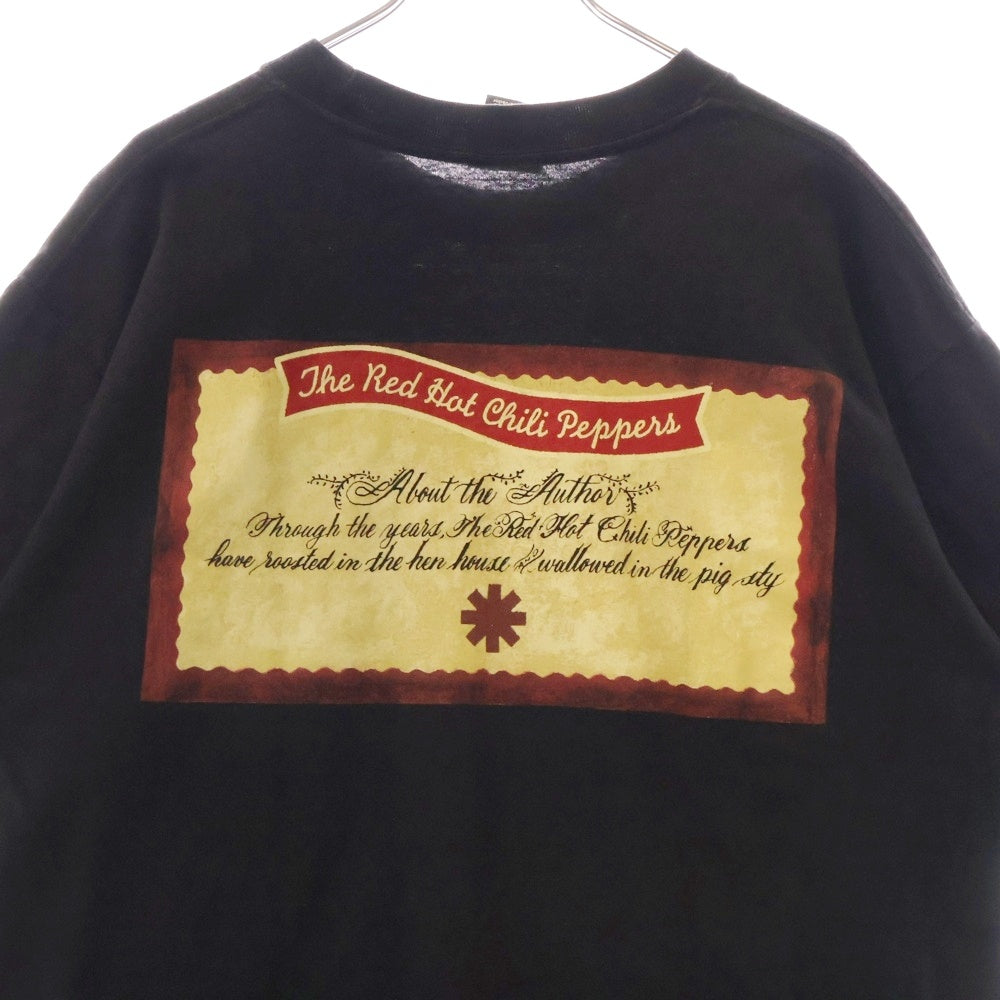 The Red Hot Chili Peppers
About the Author
Through the years, The Red Hot Chili Peppers
have roosted in the hen house & wallowed in the pig sty